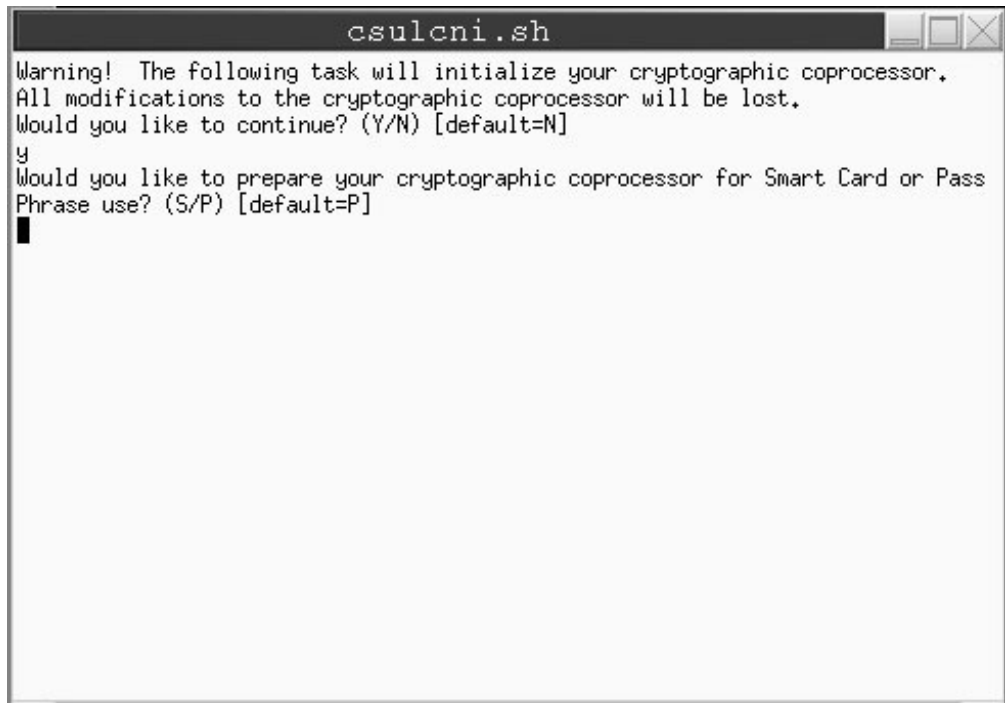 csulcni.sh
Warning!  The following task will initialize your cryptographic coprocessor.
All modifications to the cryptographic coprocessor will be lost.
Would you like to continue? (Y/N) [default=N]
y
Would you like to prepare your cryptographic coprocessor for Smart Card or Pass
Phrase use? (S/P) [default=P]